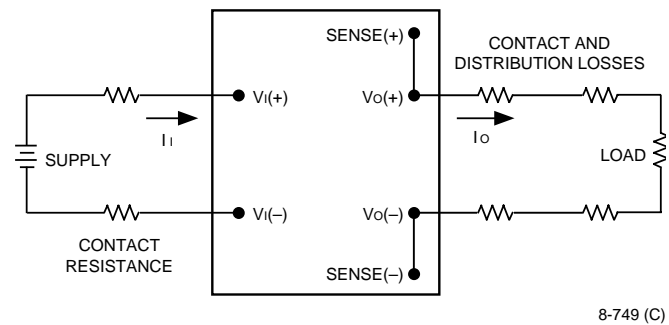 SENSE(+)
CONTACT AND
DISTRIBUTION LOSSES
VI(+)
VO(+)
II
IO
SUPPLY
LOAD
VI(–)
VO(–)
CONTACT
RESISTANCE
SENSE(–)
8-749 (C)